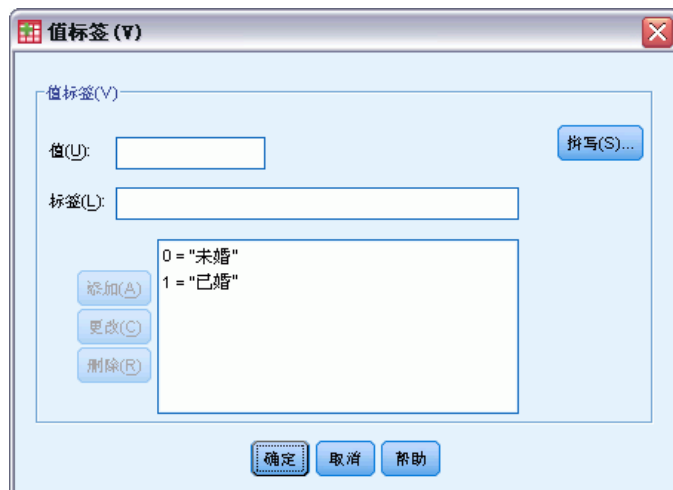 值标签(V)
值标签(V)
值(U):
拼写(S)...
标签(L):
0 = "未婚"
1 = "已婚"
添加(A)
更改(C)
删除(R)
确定
取消
帮助